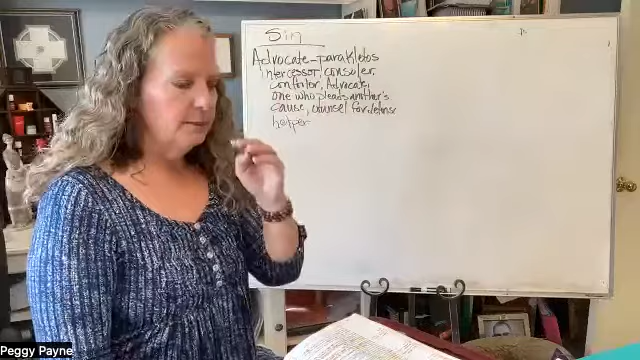 Sin
Advocate - parakletos
intercessor, consoler,
comforter, Advocate,
one who pleads another's
cause, counsel for defense
helper
Peggy Payne